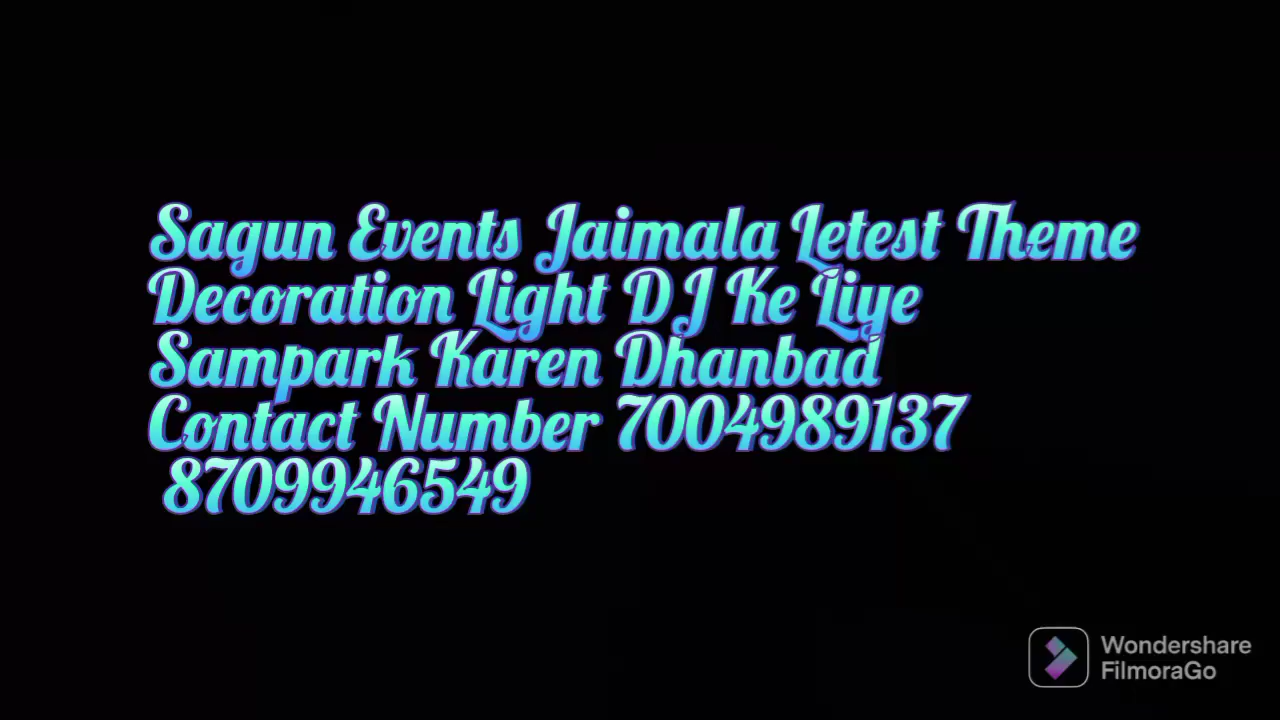 Sagun Events Jaimala Letest Theme
Decoration Light DJ Ke Liye
Sampark Karen Dhanbad
Contact Number 7004989137
8709946549
Wondershare
FilmoraGo